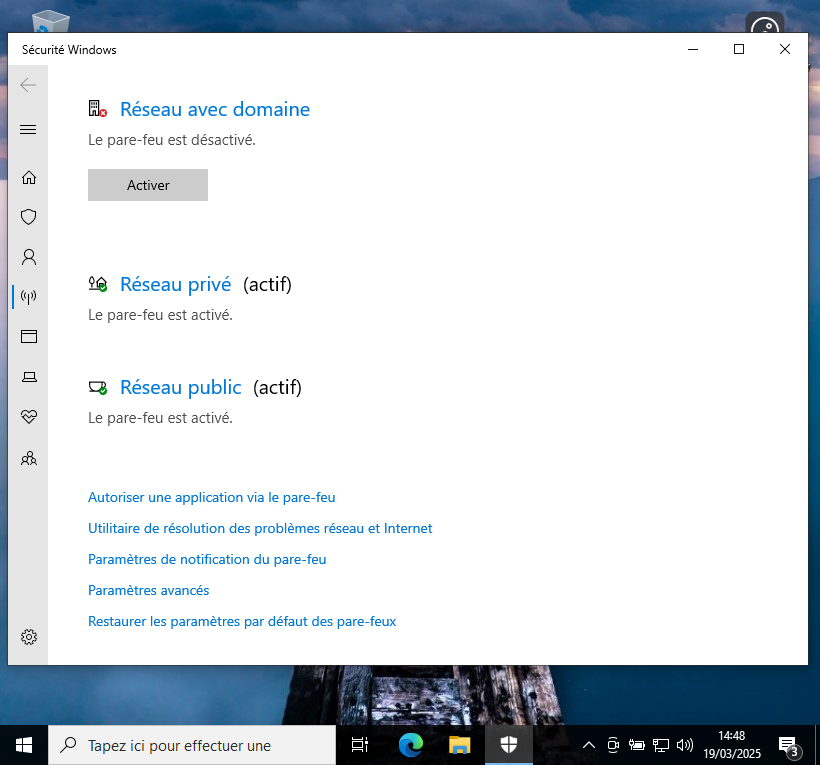 Sécurité Windows
Réseau avec domaine
Le pare-feu est désactivé.
Activer
Réseau privé (actif)
Le pare-feu est activé.
Réseau public (actif)
Le pare-feu est activé.
Autoriser une application via le pare-feu
Utilitaire de résolution des problèmes réseau et Internet
Paramètres de notification du pare-feu
Paramètres avancés
Restaurer les paramètres par défaut des pare-feux
Tapez ici pour effectuer une
14:48
19/03/2025
3